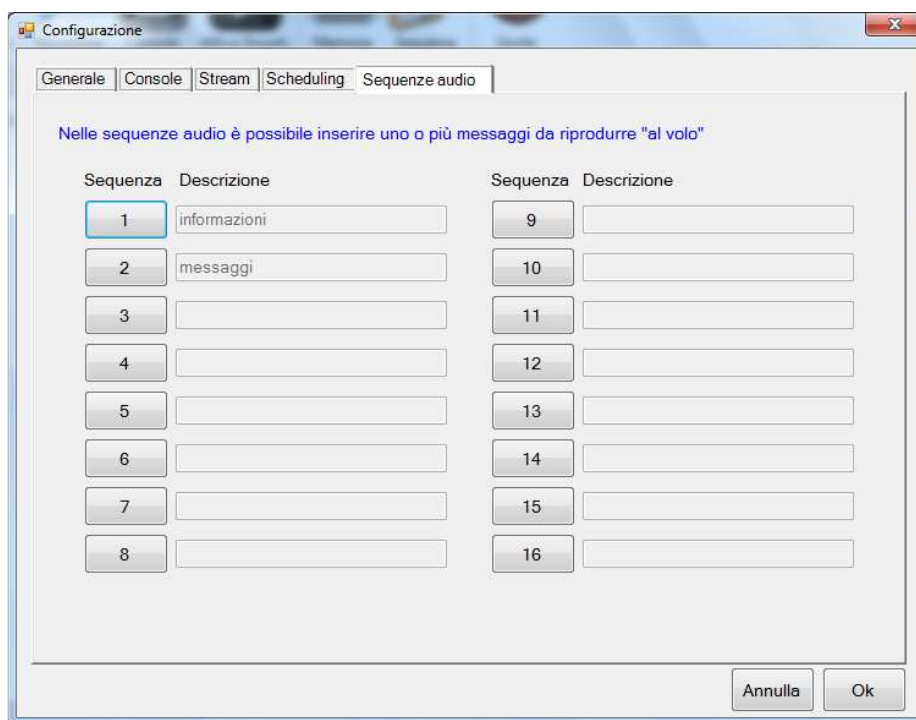 Configurazione
Generale Console Stream Scheduling Sequenze audio
Nelle sequenze audio è possibile inserire uno o più messaggi da riprodurre "al volo"
Sequenza Descrizione Sequenza Descrizione
1 informazioni 9
2 messaggi 10
3 11
4 12
5 13
6 14
7 15
8 16
Annulla Ok